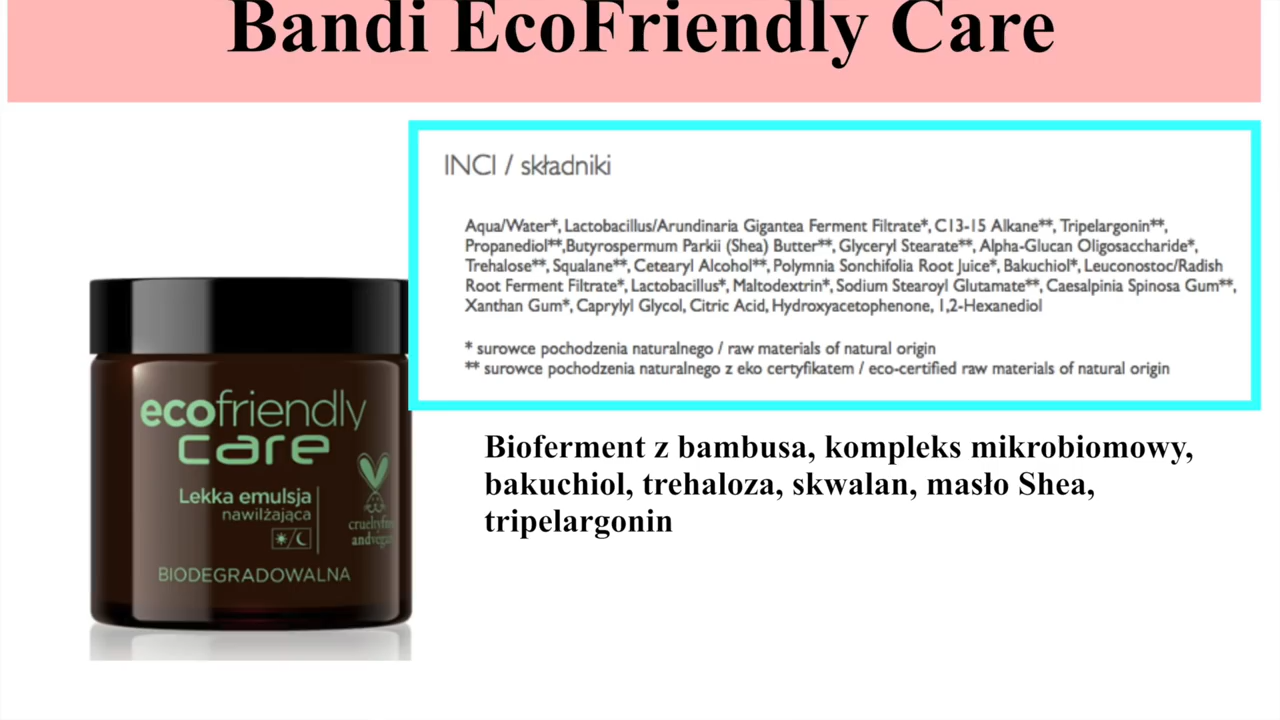 Bandi EcoFriendly Care
INCI / składniki
Aqua/Water*, Lactobacillus/Arundinaria Gigantea Ferment Filtrate*, C13-15 Alkane**, Tripelargonin**,
Propanediol**,Butyrospermum Parkii (Shea) Butter**, Glyceryl Stearate**, Alpha-Glucan Oligosaccharide*,
Trehalose**, Squalane**, Cetearyl Alcohol**, Polymnia Sonchifolia Root Juice*, Bakuchiol*, Leuconostoc/Radish
Root Ferment Filtrate*, Lactobacillus*, Maltodextrin*, Sodium Stearoyl Glutamate**, Caesalpinia Spinosa Gum**,
Xanthan Gum*, Caprylyl Glycol, Citric Acid, Hydroxyacetophenone, 1,2-Hexanediol
* surowce pochodzenia naturalnego / raw materials of natural origin
** surowce pochodzenia naturalnego z eko certyfikatem / eco-certified raw materials of natural origin
ecofriendly
care
Lekka emulsja
nawilżająca
BIODEGRADOWALNA
Bioferment z bambusa, kompleks mikrobiomowy,
bakuchiol, trehaloza, skwalan, masło Shea,
tripelargonin